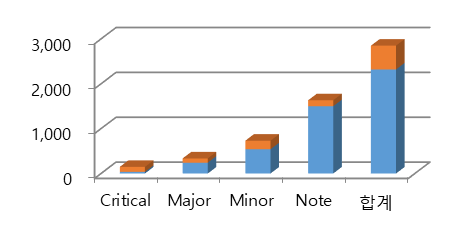 3,000
2,000
1,000
0
Critical Major Minor Note 합계